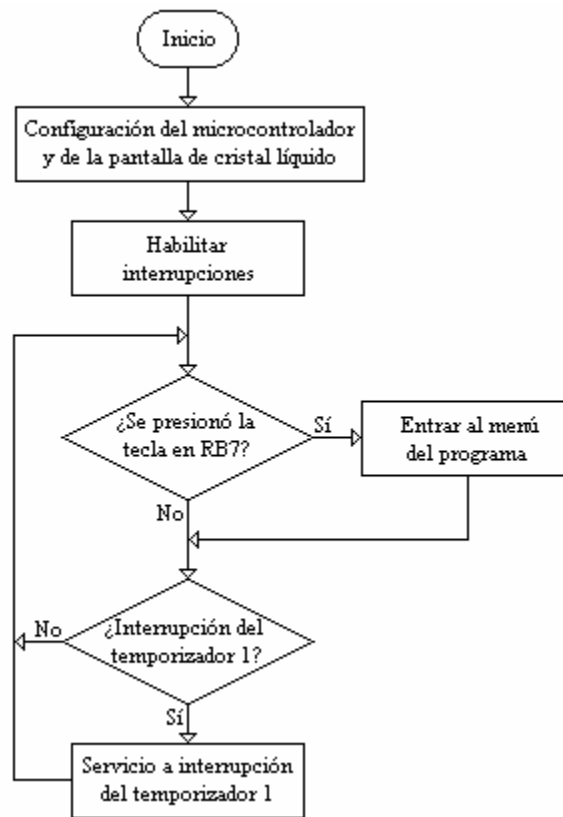 Inicio
Configuración del microcontrolador
y de la pantalla de cristal líquido
Habilitar
interrupciones
¿Se presionó la
tecla en RB7?
Sí
Entrar al menú
del programa
No
¿Interrupción del
temporizador 1?
No
Sí
Servicio a interrupción
del temporizador 1